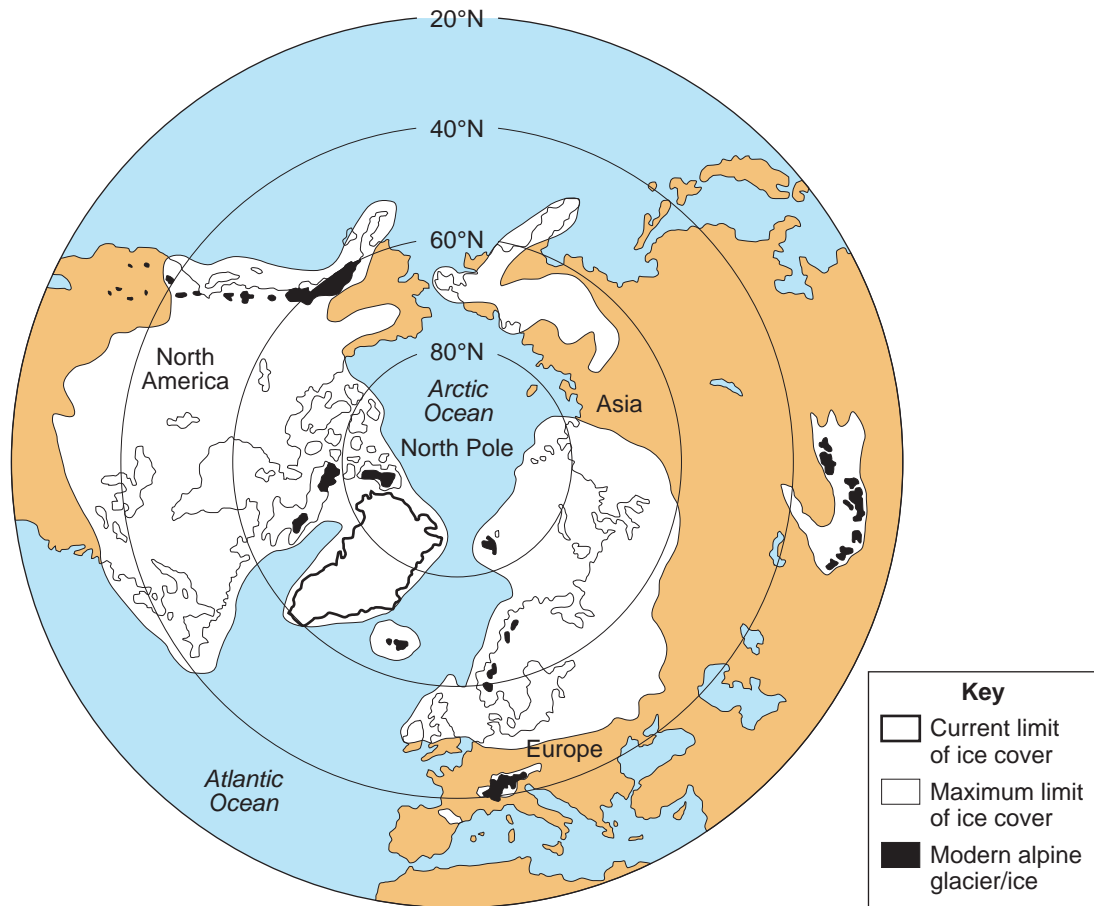 20°N
40°N
60°N
80°N
North
America
Arctic
Ocean
North Pole
Asia
Europe
Atlantic
Ocean
Key
Current limit
of ice cover
Maximum limit
of ice cover
Modern alpine
glacier/ice